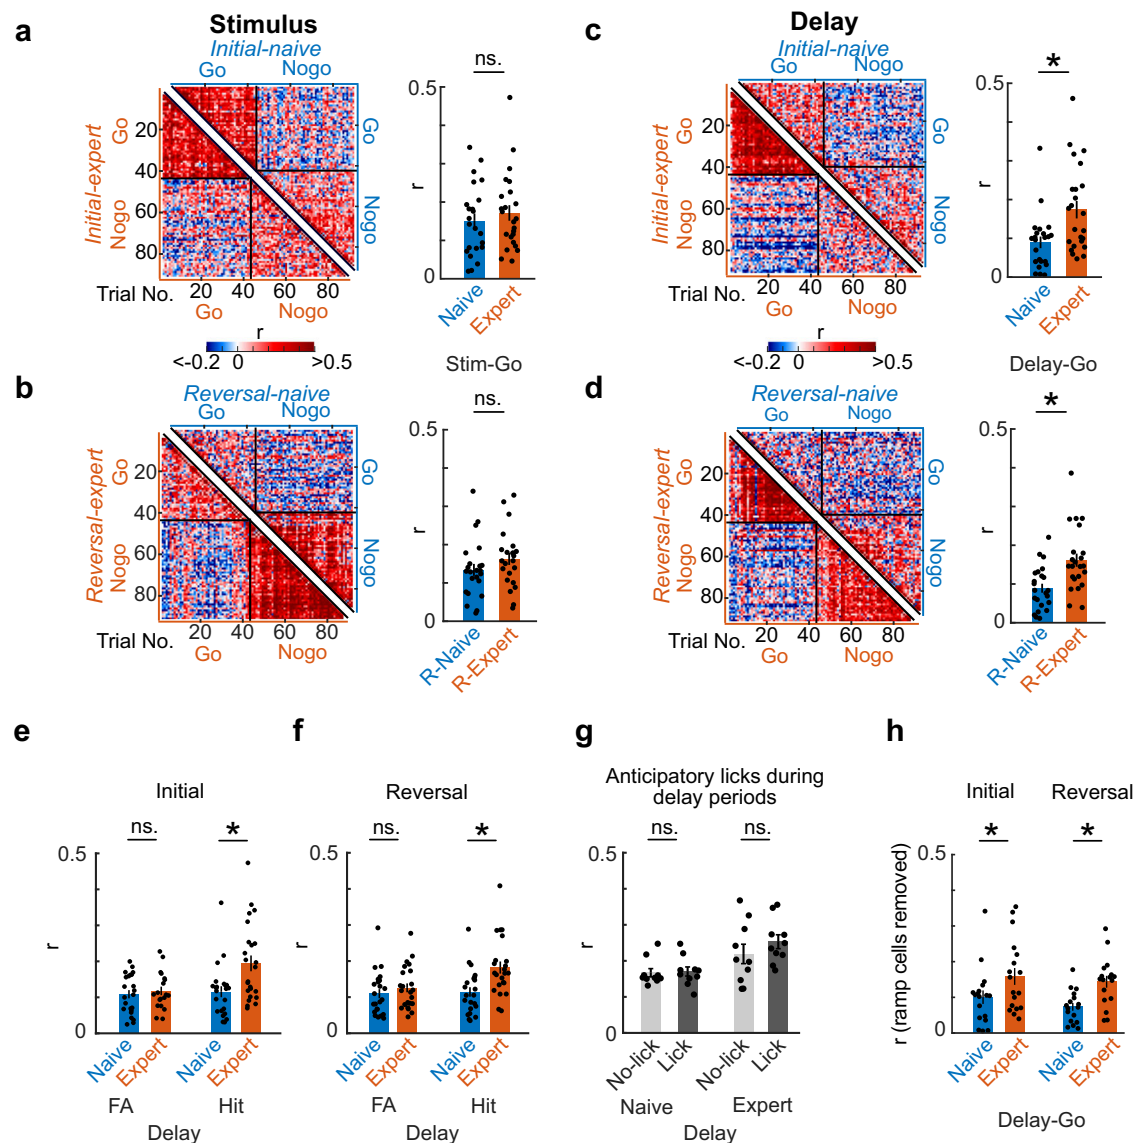 a
Stimulus
Initial-naive
Go
Nogo
Initial-expert
Go
Nogo
20
40
60
80
Go
Nogo
Trial No.
20
40
60
80
Go
Nogo
ns.
0.5
r
0
Naive
Expert
Stim-Go
r
<-0.2
0
>0.5
c
Delay
Initial-naive
Go
Nogo
Initial-expert
Go
Nogo
20
40
60
80
Go
Nogo
Trial No.
20
40
60
80
Go
Nogo
*
0.5
r
0
Naive
Expert
Delay-Go
r
<-0.2
0
>0.5
b
Reversal-naive
Go
Nogo
Reversal-expert
Go
Nogo
20
40
60
80
Go
Nogo
Trial No.
20
40
60
80
Go
Nogo
ns.
0.5
r
0
R-Naive
R-Expert
d
Reversal-naive
Go
Nogo
Reversal-expert
Go
Nogo
20
40
60
80
Go
Nogo
Trial No.
20
40
60
80
Go
Nogo
*
0.5
r
0
R-Naive
R-Expert
e
Initial
ns.
*
0.5
r
0
Naive
Expert
Naive
Expert
FA
Hit
Delay
f
Reversal
ns.
*
0.5
r
0
Naive
Expert
Naive
Expert
FA
Hit
Delay
g
Anticipatory licks during
delay periods
ns.
ns.
0.5
r
0
No-lick
Lick
No-lick
Lick
Naive
Expert
Delay
h
Initial
Reversal
*
*
0.5
r (ramp cells removed)
0
Naive
Expert
Naive
Expert
Delay-Go